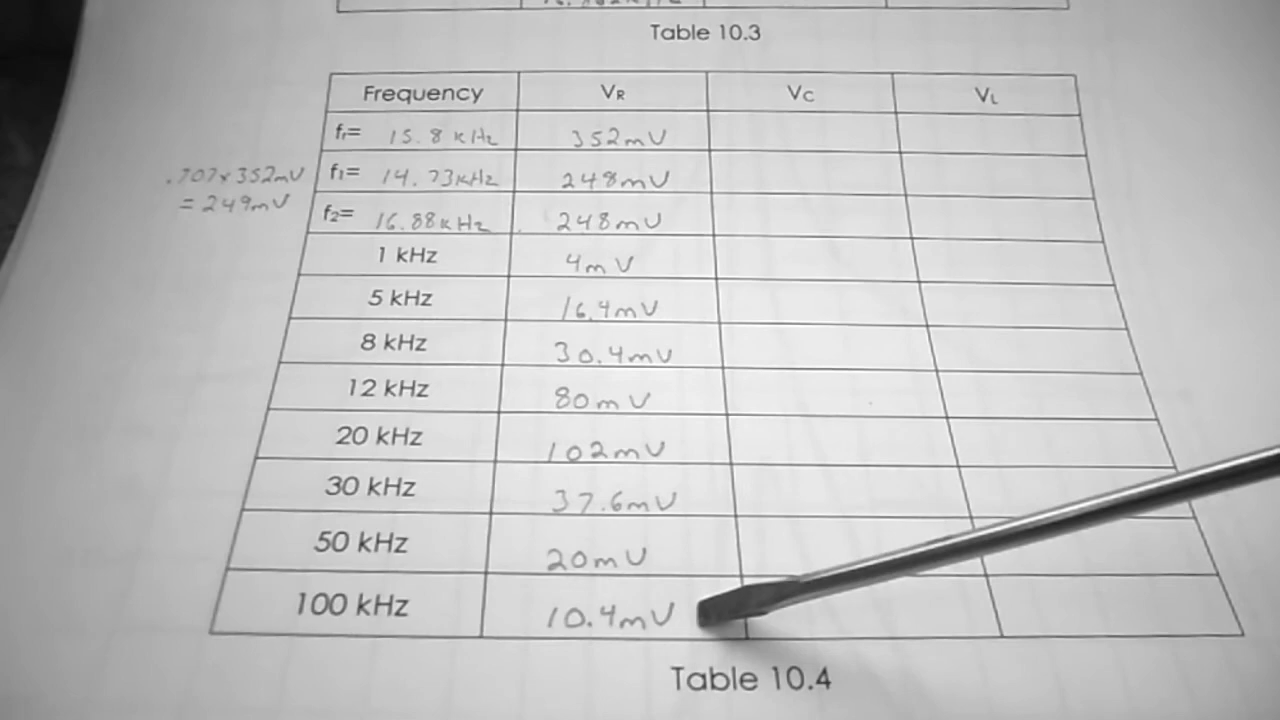 Table 10.3
Frequency VR VC VL
fr= 15.8 kHz 352mV
.707x352mV
= 249mV
f1= 14.73kHz 248mV
f2= 16.88kHz 248mV
1 kHz 4mV
5 kHz 16.4mV
8 kHz 30.4mV
12 kHz 80mV
20 kHz 102mV
30 kHz 37.6mV
50 kHz 20mV
100 kHz 10.4mV
Table 10.4